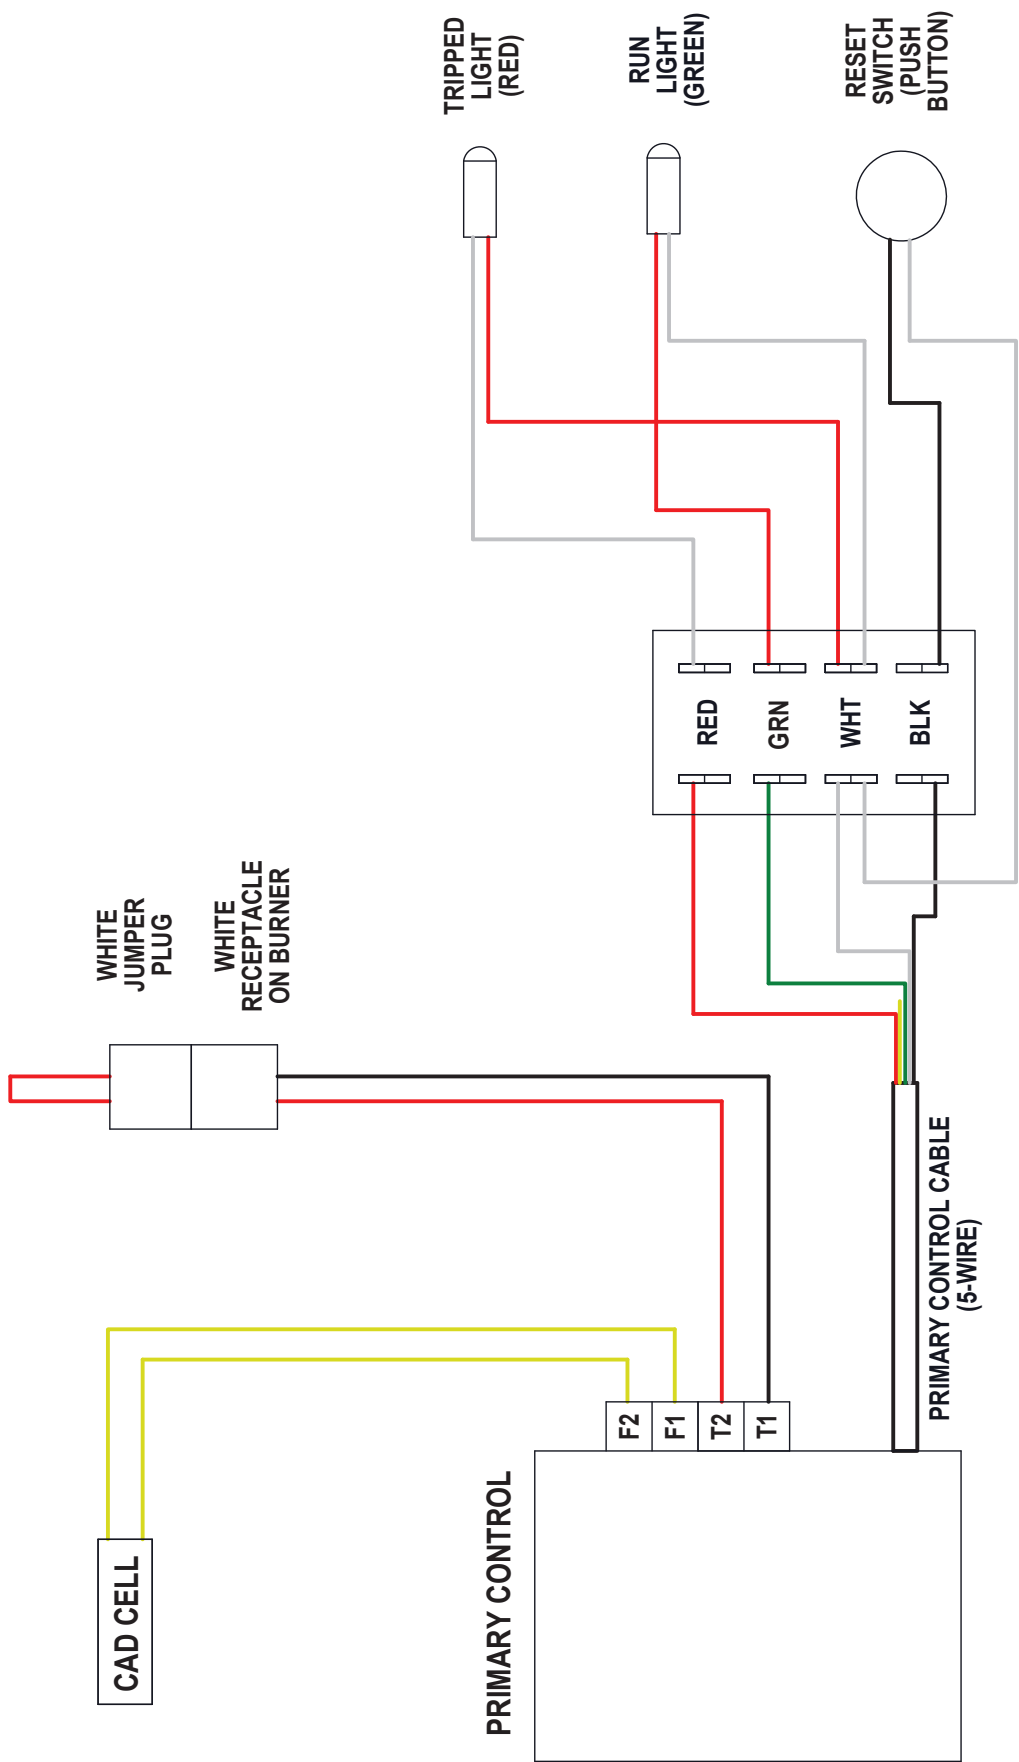 TRIPPED
LIGHT
(RED)
RUN
LIGHT
(GREEN)
RESET
SWITCH
(PUSH
BUTTON)
RED
GRN
WHT
BLK
WHITE
JUMPER
PLUG
WHITE
RECEPTACLE
ON BURNER
PRIMARY CONTROL CABLE
(5-WIRE)
F2
F1
T2
T1
PRIMARY CONTROL
CAD CELL